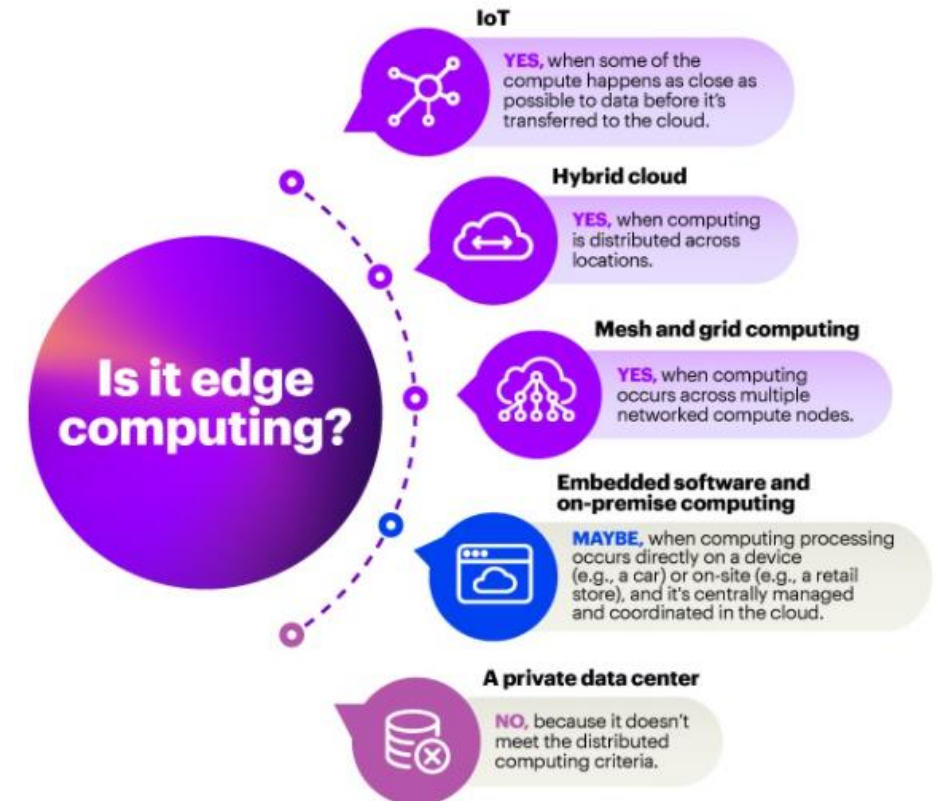 IoT
YES, when some of the
compute happens as close as
possible to data before it's
transferred to the cloud.
Hybrid cloud
YES, when computing
is distributed across
locations.
Is it edge
computing?
Mesh and grid computing
YES, when computing
occurs across multiple
networked compute nodes.
Embedded software and
on-premise computing
MAYBE, when computing processing
occurs directly on a device
(e.g., a car) or on-site (e.g., a retail
store), and it's centrally managed
and coordinated in the cloud.
A private data center
NO, because it doesn't
meet the distributed
computing criteria.